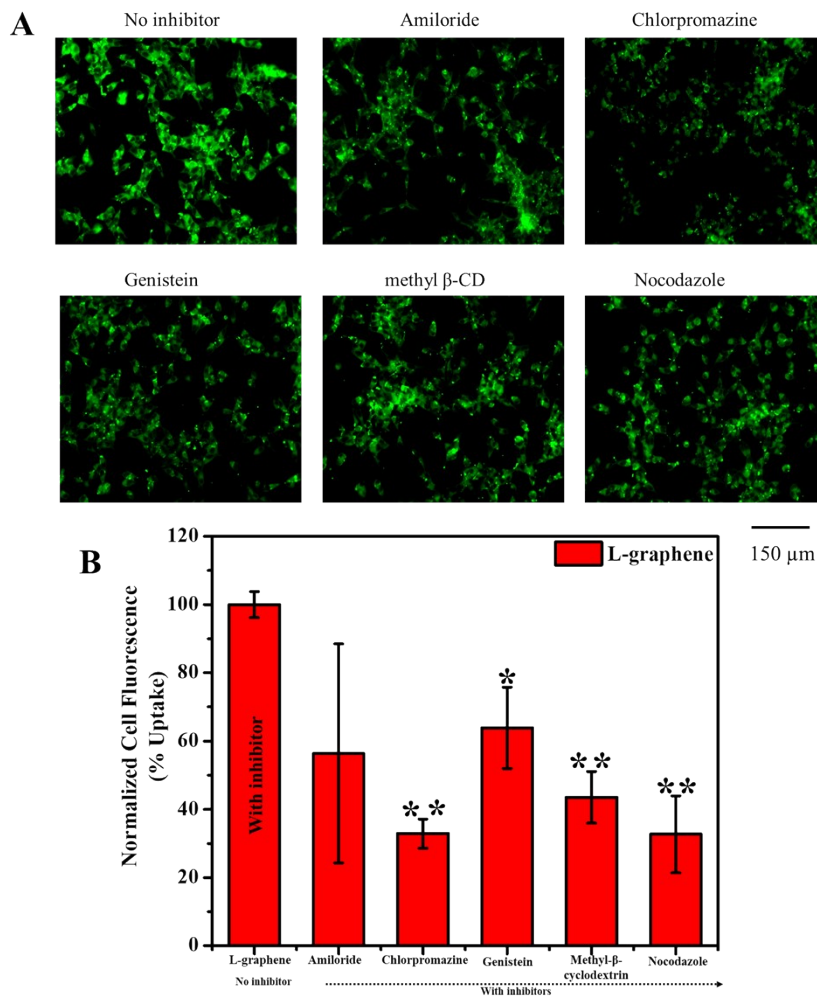 A
No inhibitor
Amiloride
Chlorpromazine
Genistein
methyl β-CD
Nocodazole
150 µm
B
L-graphene
Normalized Cell Fluorescence
(% Uptake)
120
100
80
60
40
20
0
With inhibitor
*
* *
* *
* *
L-graphene
Amiloride
Chlorpromazine
Genistein
Methyl-β-
cyclodextrin
Nocodazole
No inhibitor
With inhibitors